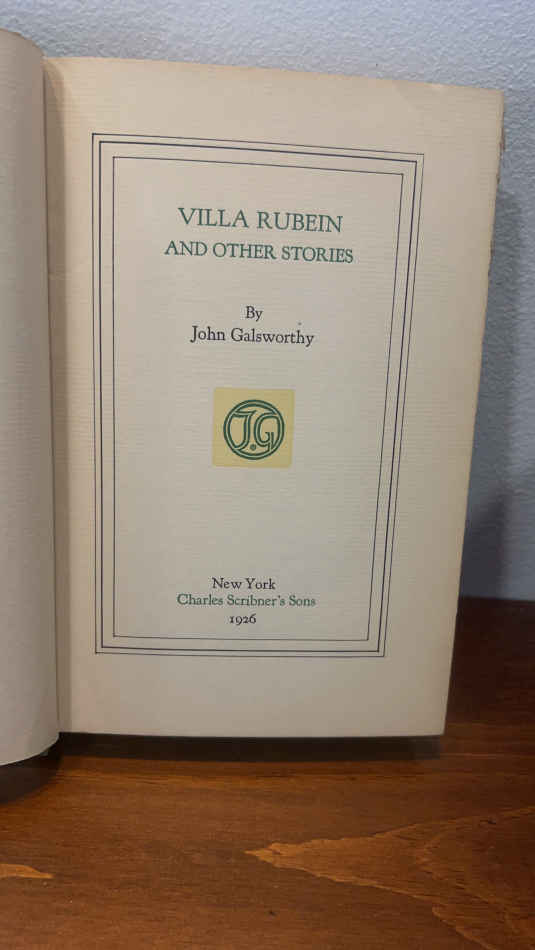 VILLA RUBEIN
AND OTHER STORIES
By
John Galsworthy
J.G
New York
Charles Scribner's Sons
1926